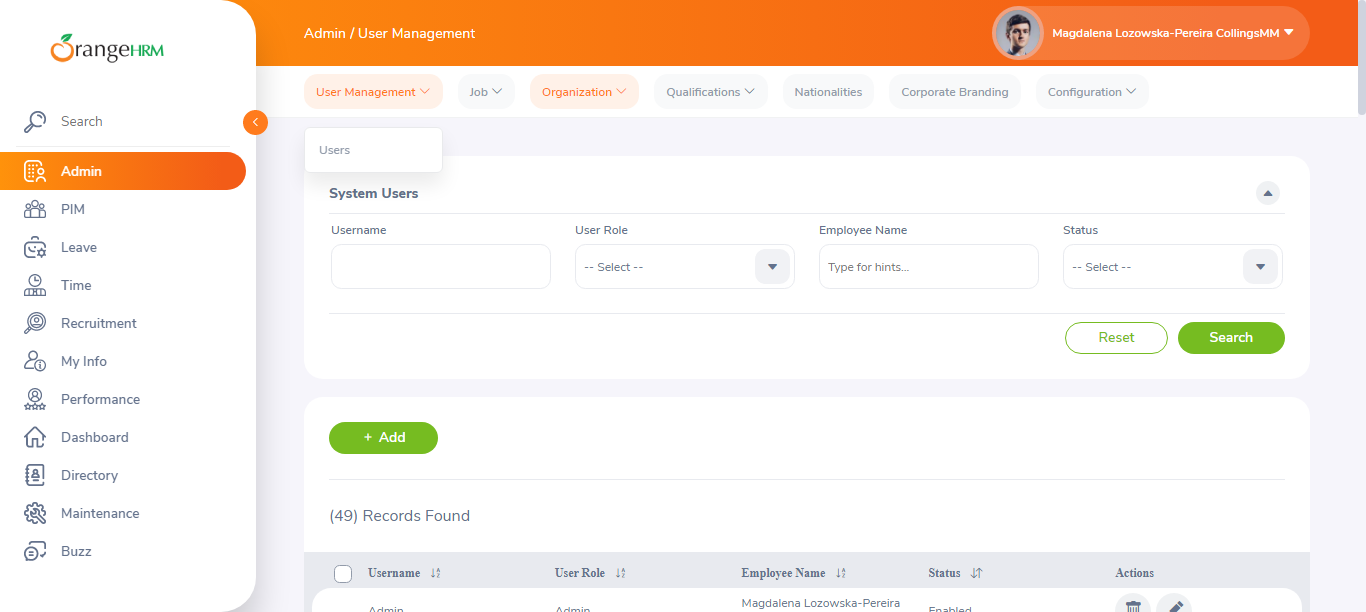 Admin / User Management
Magdalena Lozowska-Pereira CollingsMM
OrangeHRM
User Management
Job
Organization
Qualifications
Nationalities
Corporate Branding
Configuration
Search
Users
Admin
System Users
PIM
Username
User Role
Employee Name
Status
Leave
-- Select --
Type for hints...
-- Select --
Time
Recruitment
Reset
Search
My Info
Performance
Dashboard
+ Add
Directory
Maintenance
(49) Records Found
Buzz
Username
User Role
Employee Name
Status
Actions
Magdalena Lozowska-Pereira
Admin
Admin
Enabled